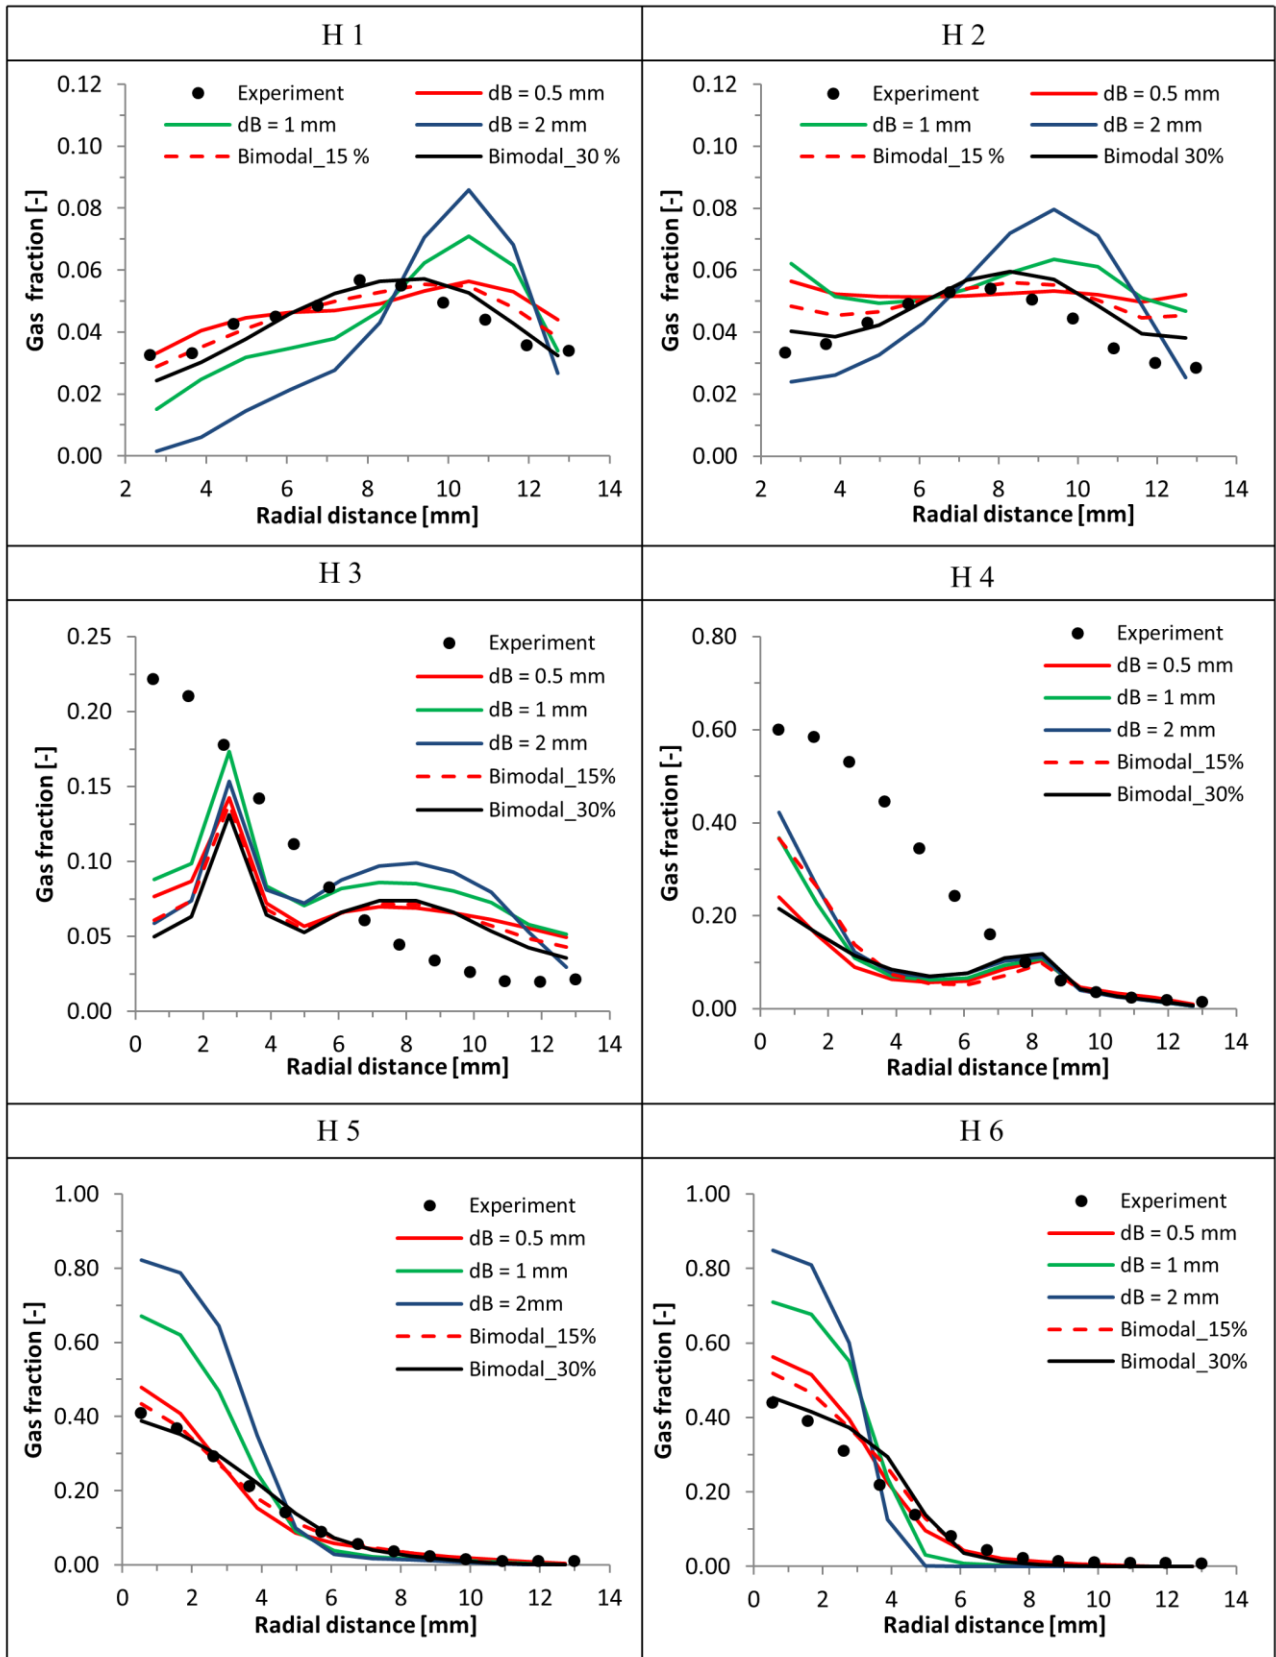 H 1
H 2
0.12
0.10
0.08
0.06
0.04
0.02
0.00
Gas fraction [-]
Experiment
dB = 0.5 mm
dB = 1 mm
dB = 2 mm
Bimodal_15 %
Bimodal_30 %
2 4 6 8 10 12 14
Radial distance [mm]
0.12
0.10
0.08
0.06
0.04
0.02
0.00
Gas fraction [-]
Experiment
dB = 0.5 mm
dB = 1 mm
dB = 2 mm
Bimodal_15 %
Bimodal 30%
2 4 6 8 10 12 14
Radial distance [mm]
H 3
H 4
0.25
0.20
0.15
0.10
0.05
0.00
Gas fraction [-]
Experiment
dB = 0.5 mm
dB = 1 mm
dB = 2 mm
Bimodal_15%
Bimodal_30%
0 2 4 6 8 10 12 14
Radial distance [mm]
0.80
0.60
0.40
0.20
0.00
Gas fraction [-]
Experiment
dB = 0.5 mm
dB = 1 mm
dB = 2 mm
Bimodal_15%
Bimodal_30%
0 2 4 6 8 10 12 14
Radial distance [mm]
H 5
H 6
1.00
0.80
0.60
0.40
0.20
0.00
Gas fraction [-]
Experiment
dB = 0.5 mm
dB = 1 mm
dB = 2mm
Bimodal_15%
Bimodal_30%
0 2 4 6 8 10 12 14
Radial distance [mm]
1.00
0.80
0.60
0.40
0.20
0.00
Gas fraction [-]
Experiment
dB = 0.5 mm
dB = 1 mm
dB = 2 mm
Bimodal_15%
Bimodal_30%
0 2 4 6 8 10 12 14
Radial distance [mm]